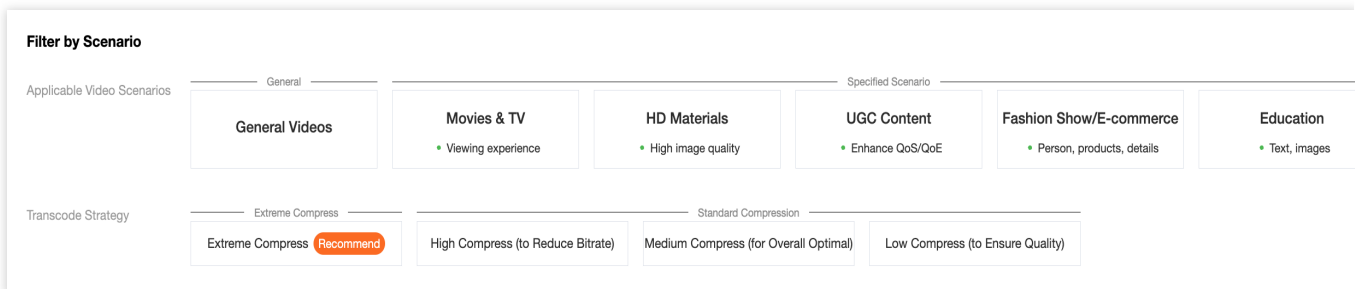 Filter by Scenario
General
Specified Scenario
Applicable Video Scenarios
General Videos
Movies & TV
• Viewing experience
HD Materials
• High image quality
UGC Content
• Enhance QoS/QoE
Fashion Show/E-commerce
• Person, products, details
Education
• Text, images
Transcode Strategy
Extreme Compress
Standard Compression
Extreme Compress Recommend
High Compress (to Reduce Bitrate)
Medium Compress (for Overall Optimal)
Low Compress (to Ensure Quality)